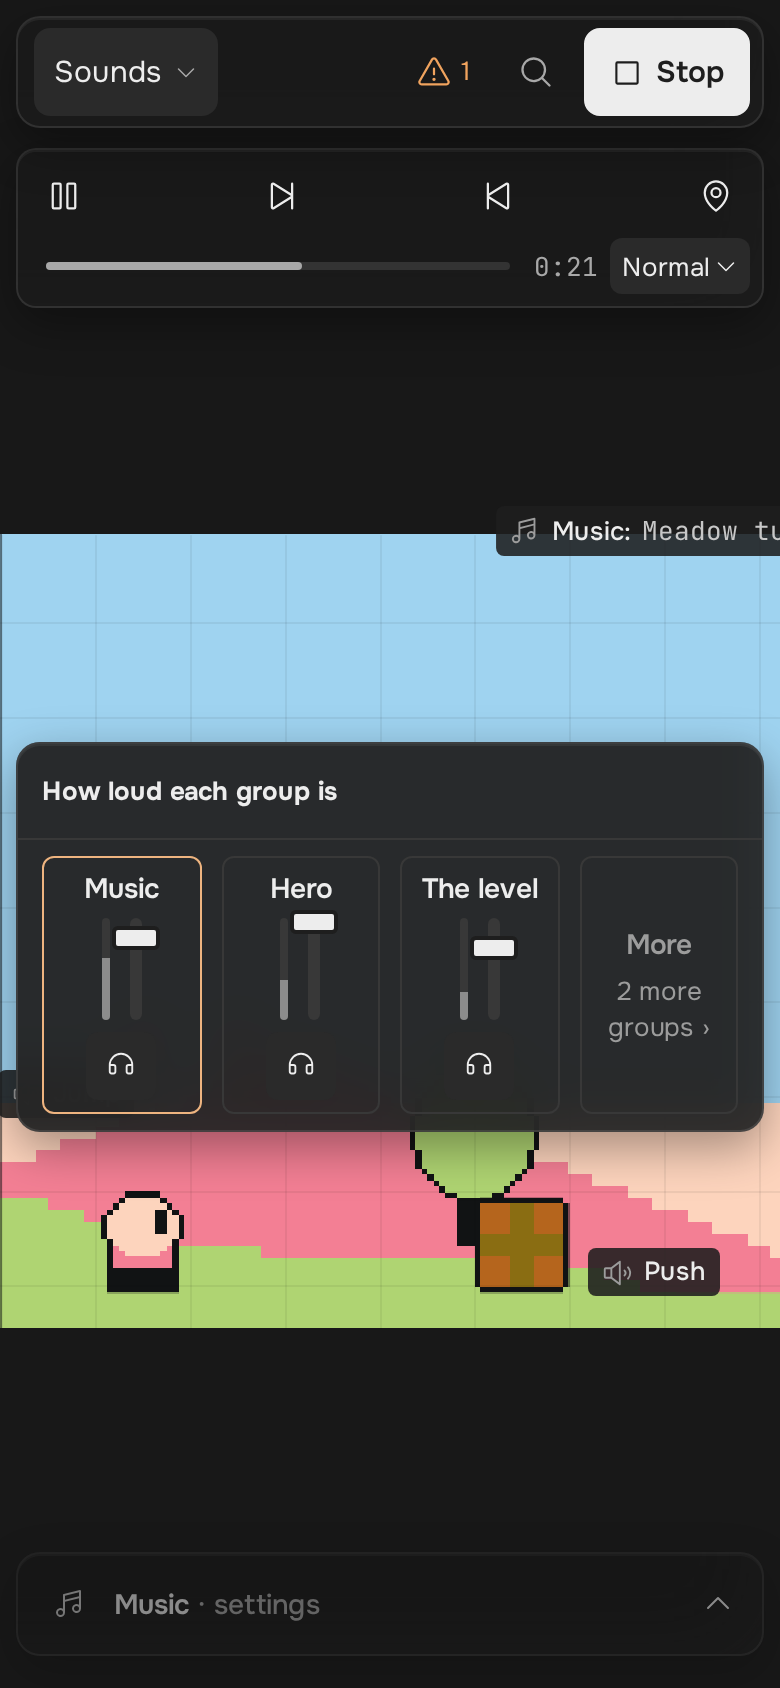 Sounds
1
Stop
0:21
Normal
Music: Meadow tu
How loud each group is
Music
Hero
The level
More
2 more
groups ›
Push
Music · settings